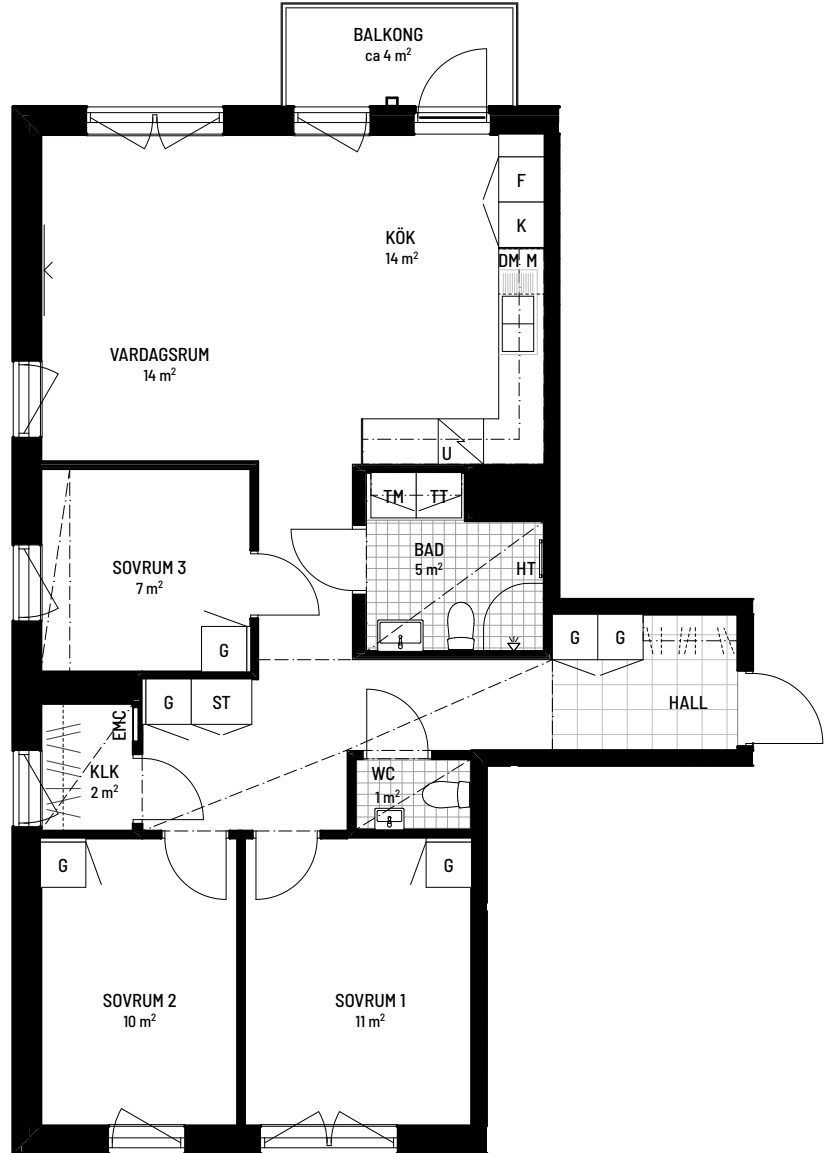 BALKONG
ca 4 m²
F
K
KÖK
14 m²
DM M
VARDAGSRUM
14 m²
U
TM TT
BAD
5 m²
HT
SOVRUM 3
7 m²
G
G G
HALL
G ST
EMC
KLK
2 m²
WC
1 m²
G
G
SOVRUM 2
10 m²
SOVRUM 1
11 m²